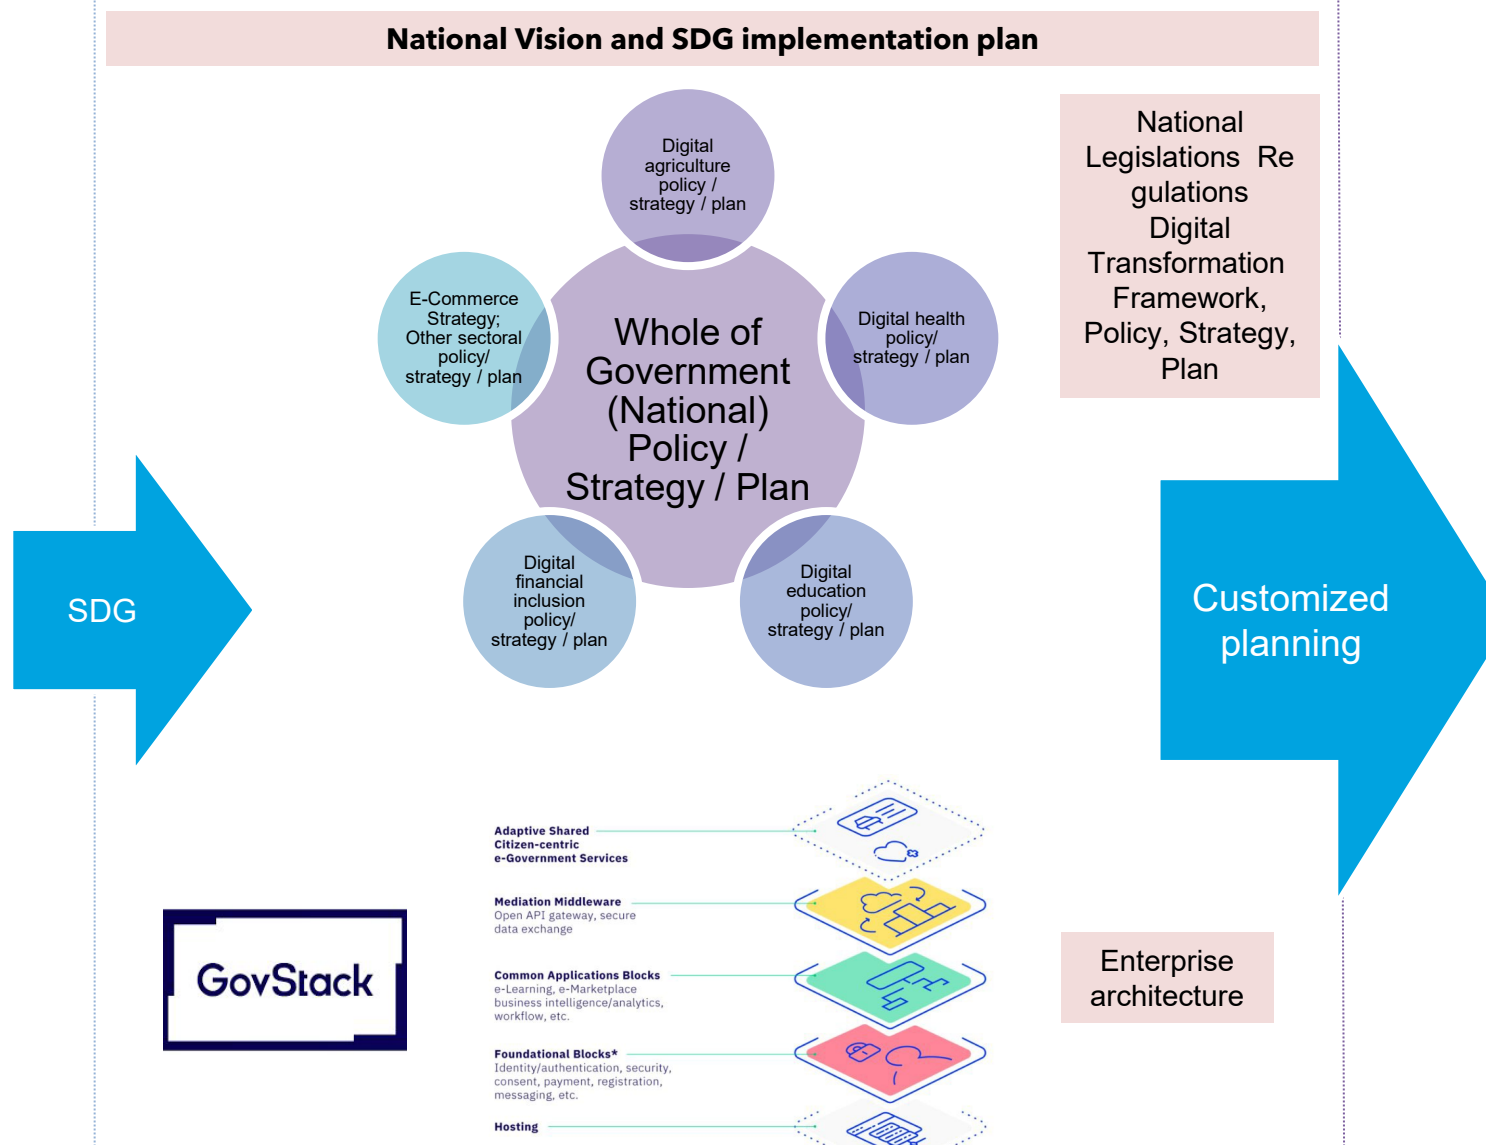 National Vision and SDG implementation plan
Digital
agriculture
policy /
strategy / plan
National
Legislations  Re
gulations
Digital
Transformation
Framework,
Policy, Strategy,
Plan
E-Commerce
Strategy;
Other sectoral
policy/
strategy / plan
Whole of
Government
(National)
Policy /
Strategy / Plan
Digital health
policy/
strategy / plan
Digital
financial
inclusion
policy/
strategy / plan
Digital
education
policy/
strategy / plan
SDG
Customized
planning
Adaptive Shared
Citizen-centric
e-Government Services
Mediation Middleware
Open API gateway, secure
data exchange
GovStack
Common Applications Blocks
e-Learning, e-Marketplace
business intelligence/analytics,
workflow, etc.
Enterprise
architecture
Foundational Blocks*
Identity/authentication, security,
consent, payment, registration,
messaging, etc.
Hosting